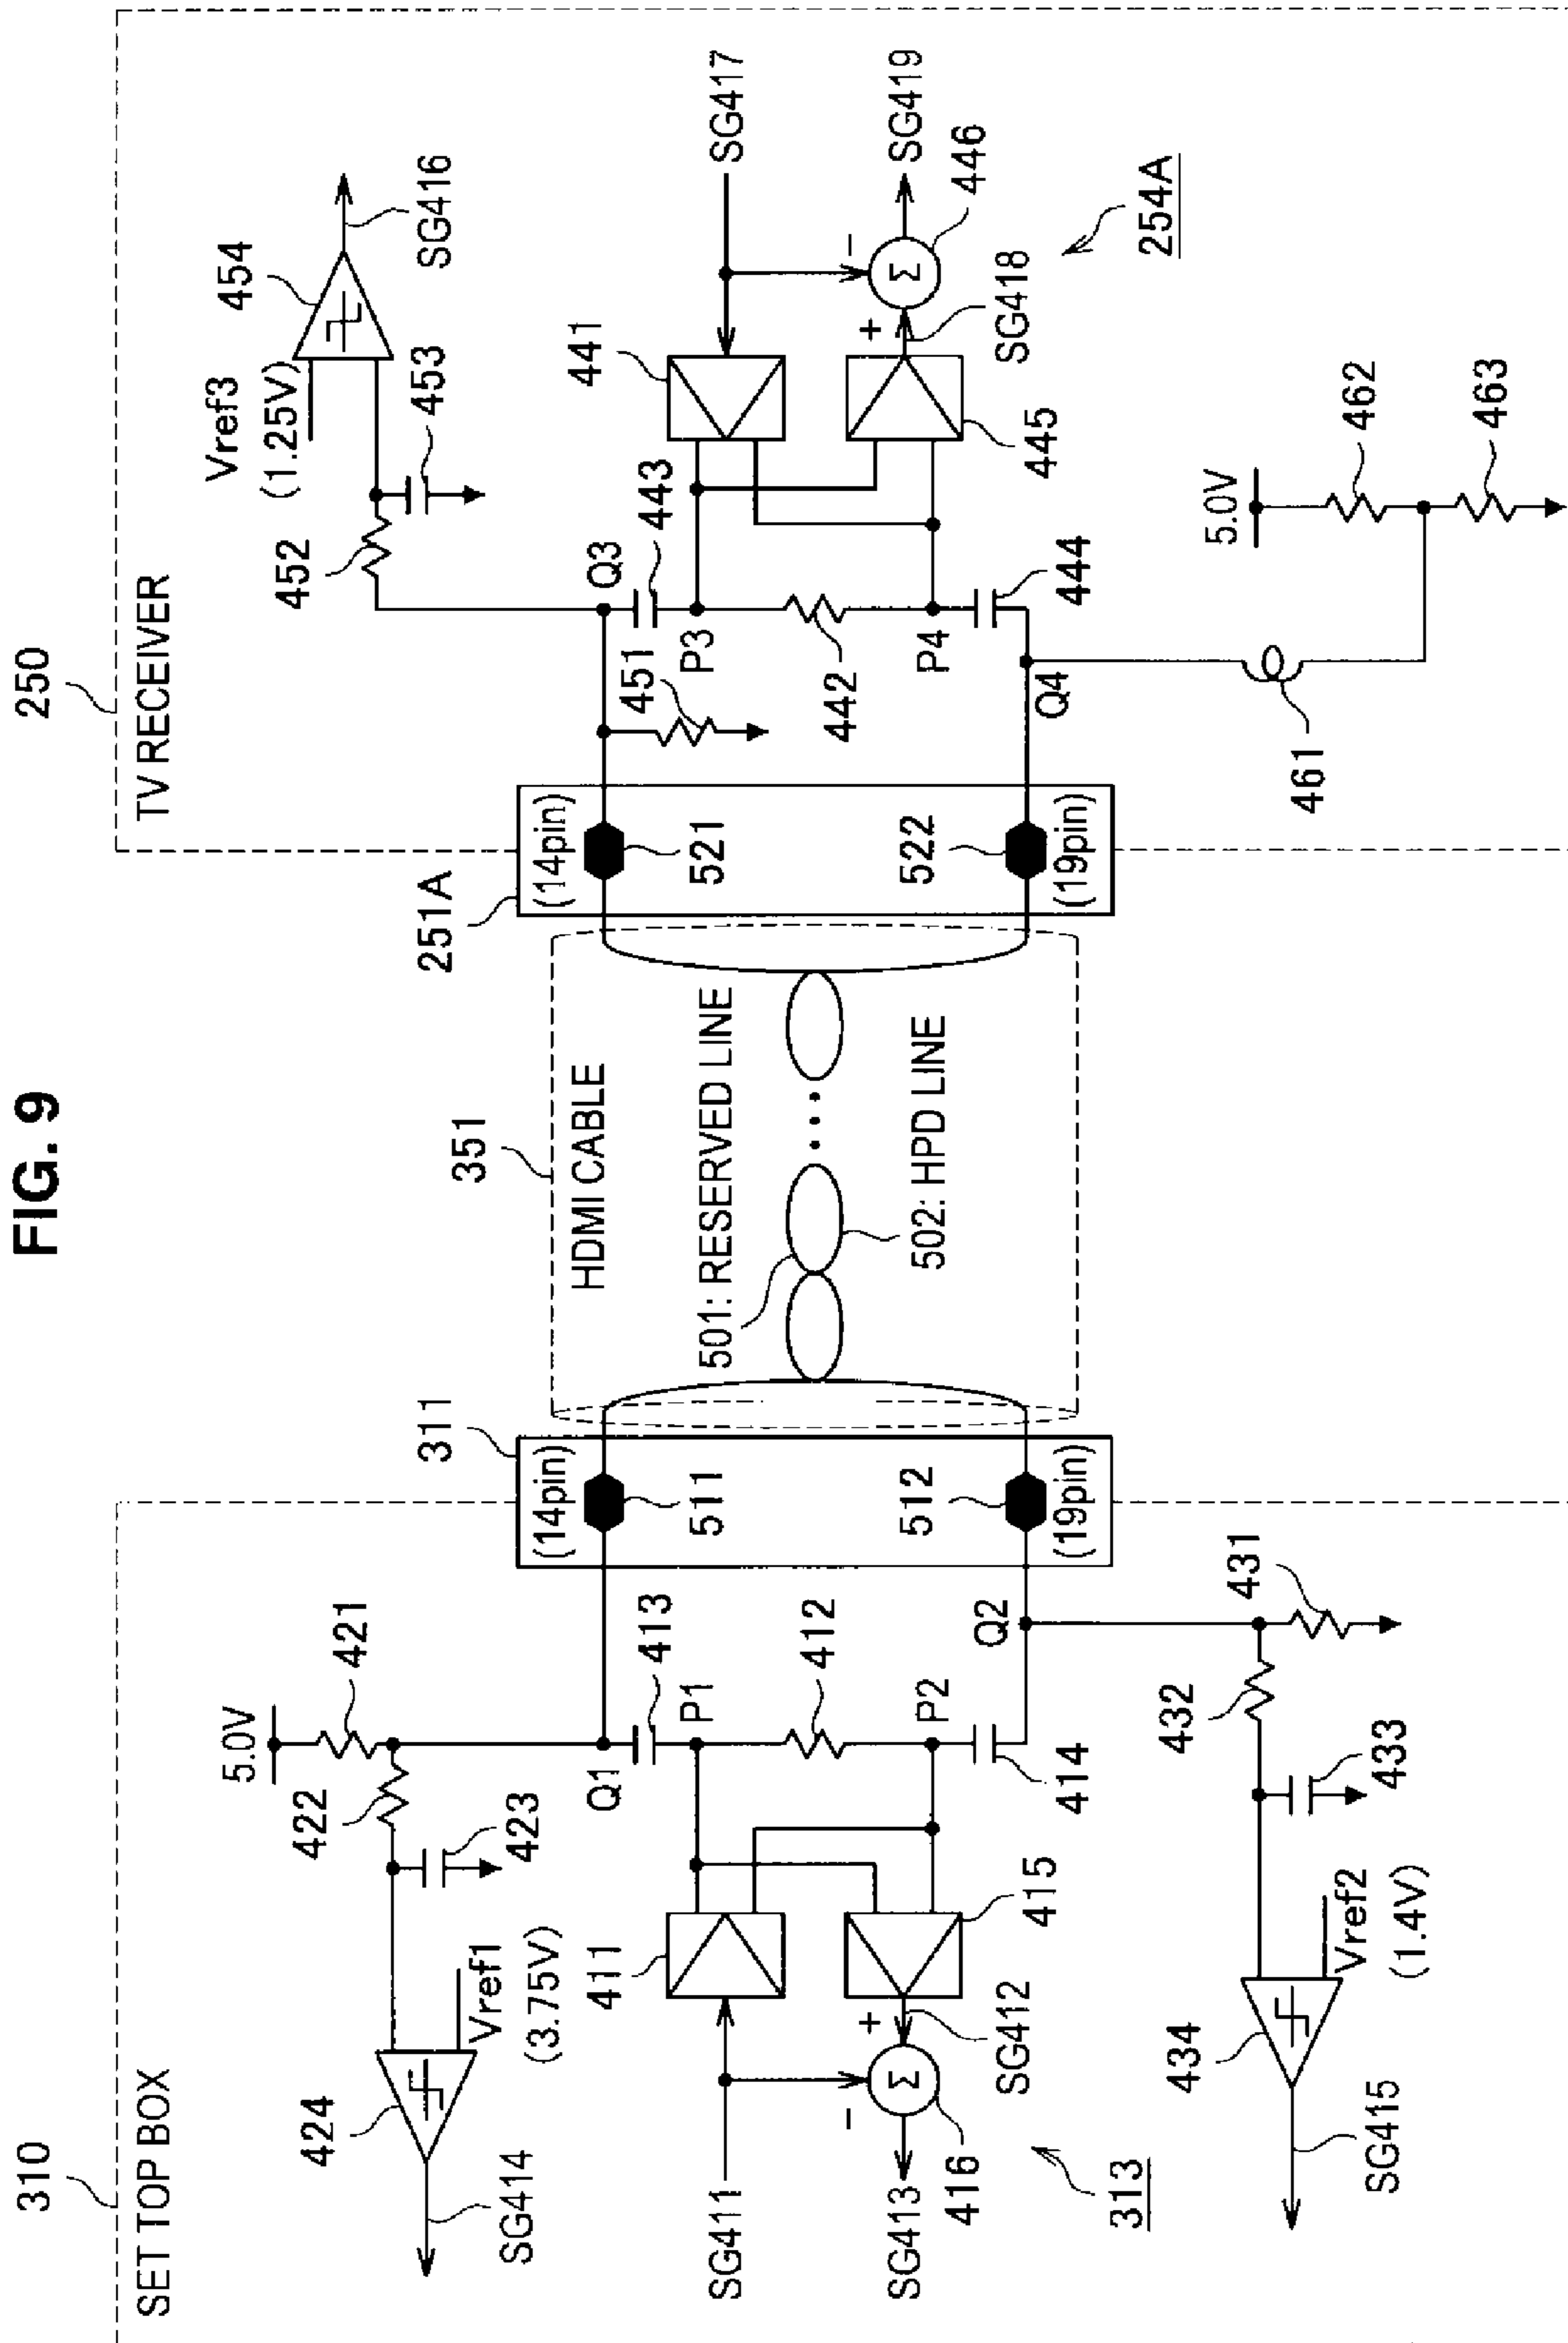 FIG. 9
310
SET TOP BOX
250
TV RECEIVER
351
HDMI CABLE
501: RESERVED LINE
502: HPD LINE
311
(14pin)
511
512
(19pin)
251A
(14pin)
521
522
(19pin)
5.0V
421
422
423
424
Vref1
(3.75V)
SG414
Q1
413
P1
412
P2
414
Q2
411
415
SG411
+
-
Σ
SG412
SG413
416
313
431
432
433
434
Vref2
(1.4V)
SG415
454
SG416
Vref3
(1.25V)
453
452
451
Q3
443
P3
442
P4
444
Q4
441
445
SG417
-
+
Σ
SG418
SG419
446
254A
461
5.0V
462
463